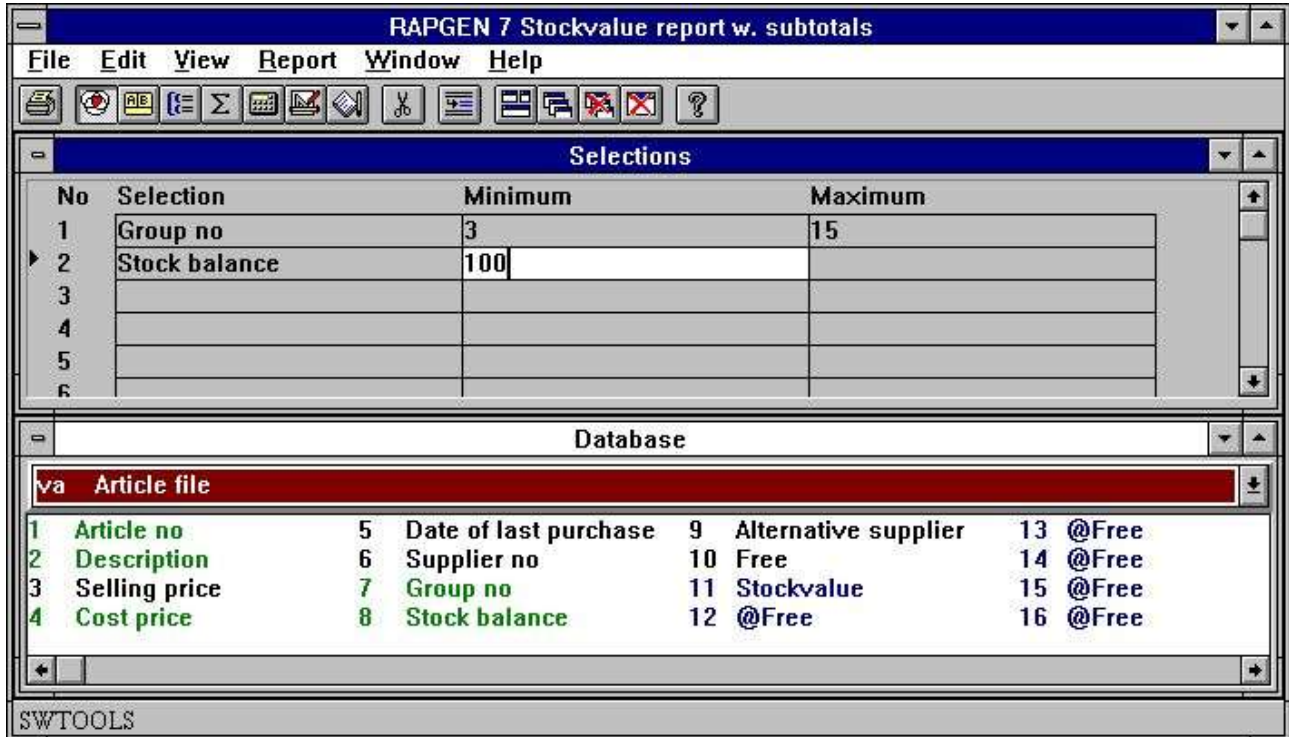 RAPGEN 7 Stockvalue report w. subtotals
File Edit View Report Window Help
AB Σ ?
Selections
No Selection Minimum Maximum
1 Group no 3 15
2 Stock balance 100
3
4
5
6
Database
va Article file
1 Article no 5 Date of last purchase 9 Alternative supplier 13 @Free
2 Description 6 Supplier no 10 Free 14 @Free
3 Selling price 7 Group no 11 Stockvalue 15 @Free
4 Cost price 8 Stock balance 12 @Free 16 @Free
SWTOOLS